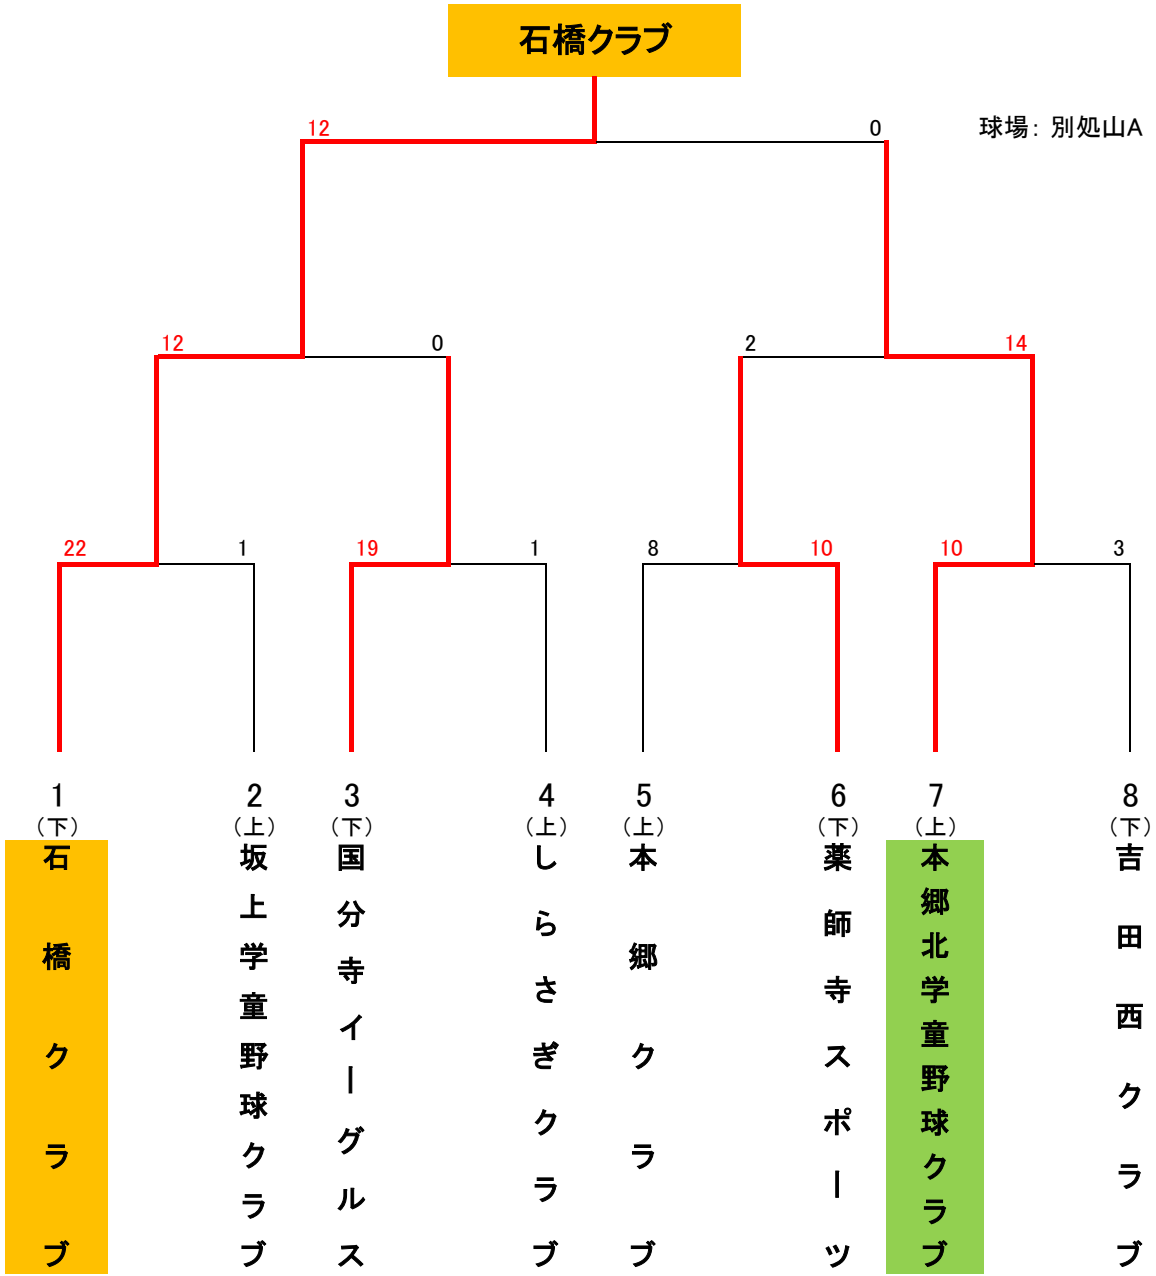 石橋クラブ
12
0
球場：別処山A
12
0
2
14
22
1
19
1
8
10
10
3
1
2
3
4
5
6
7
8
（下）
（上）
（下）
（上）
（上）
（下）
（上）
（下）
石橋クラブ
坂上学童野球クラブ
国分寺イーグルス
しらさぎクラブ
本郷クラブ
薬師寺スポーツ
本郷北学童野球クラブ
吉田西クラブ